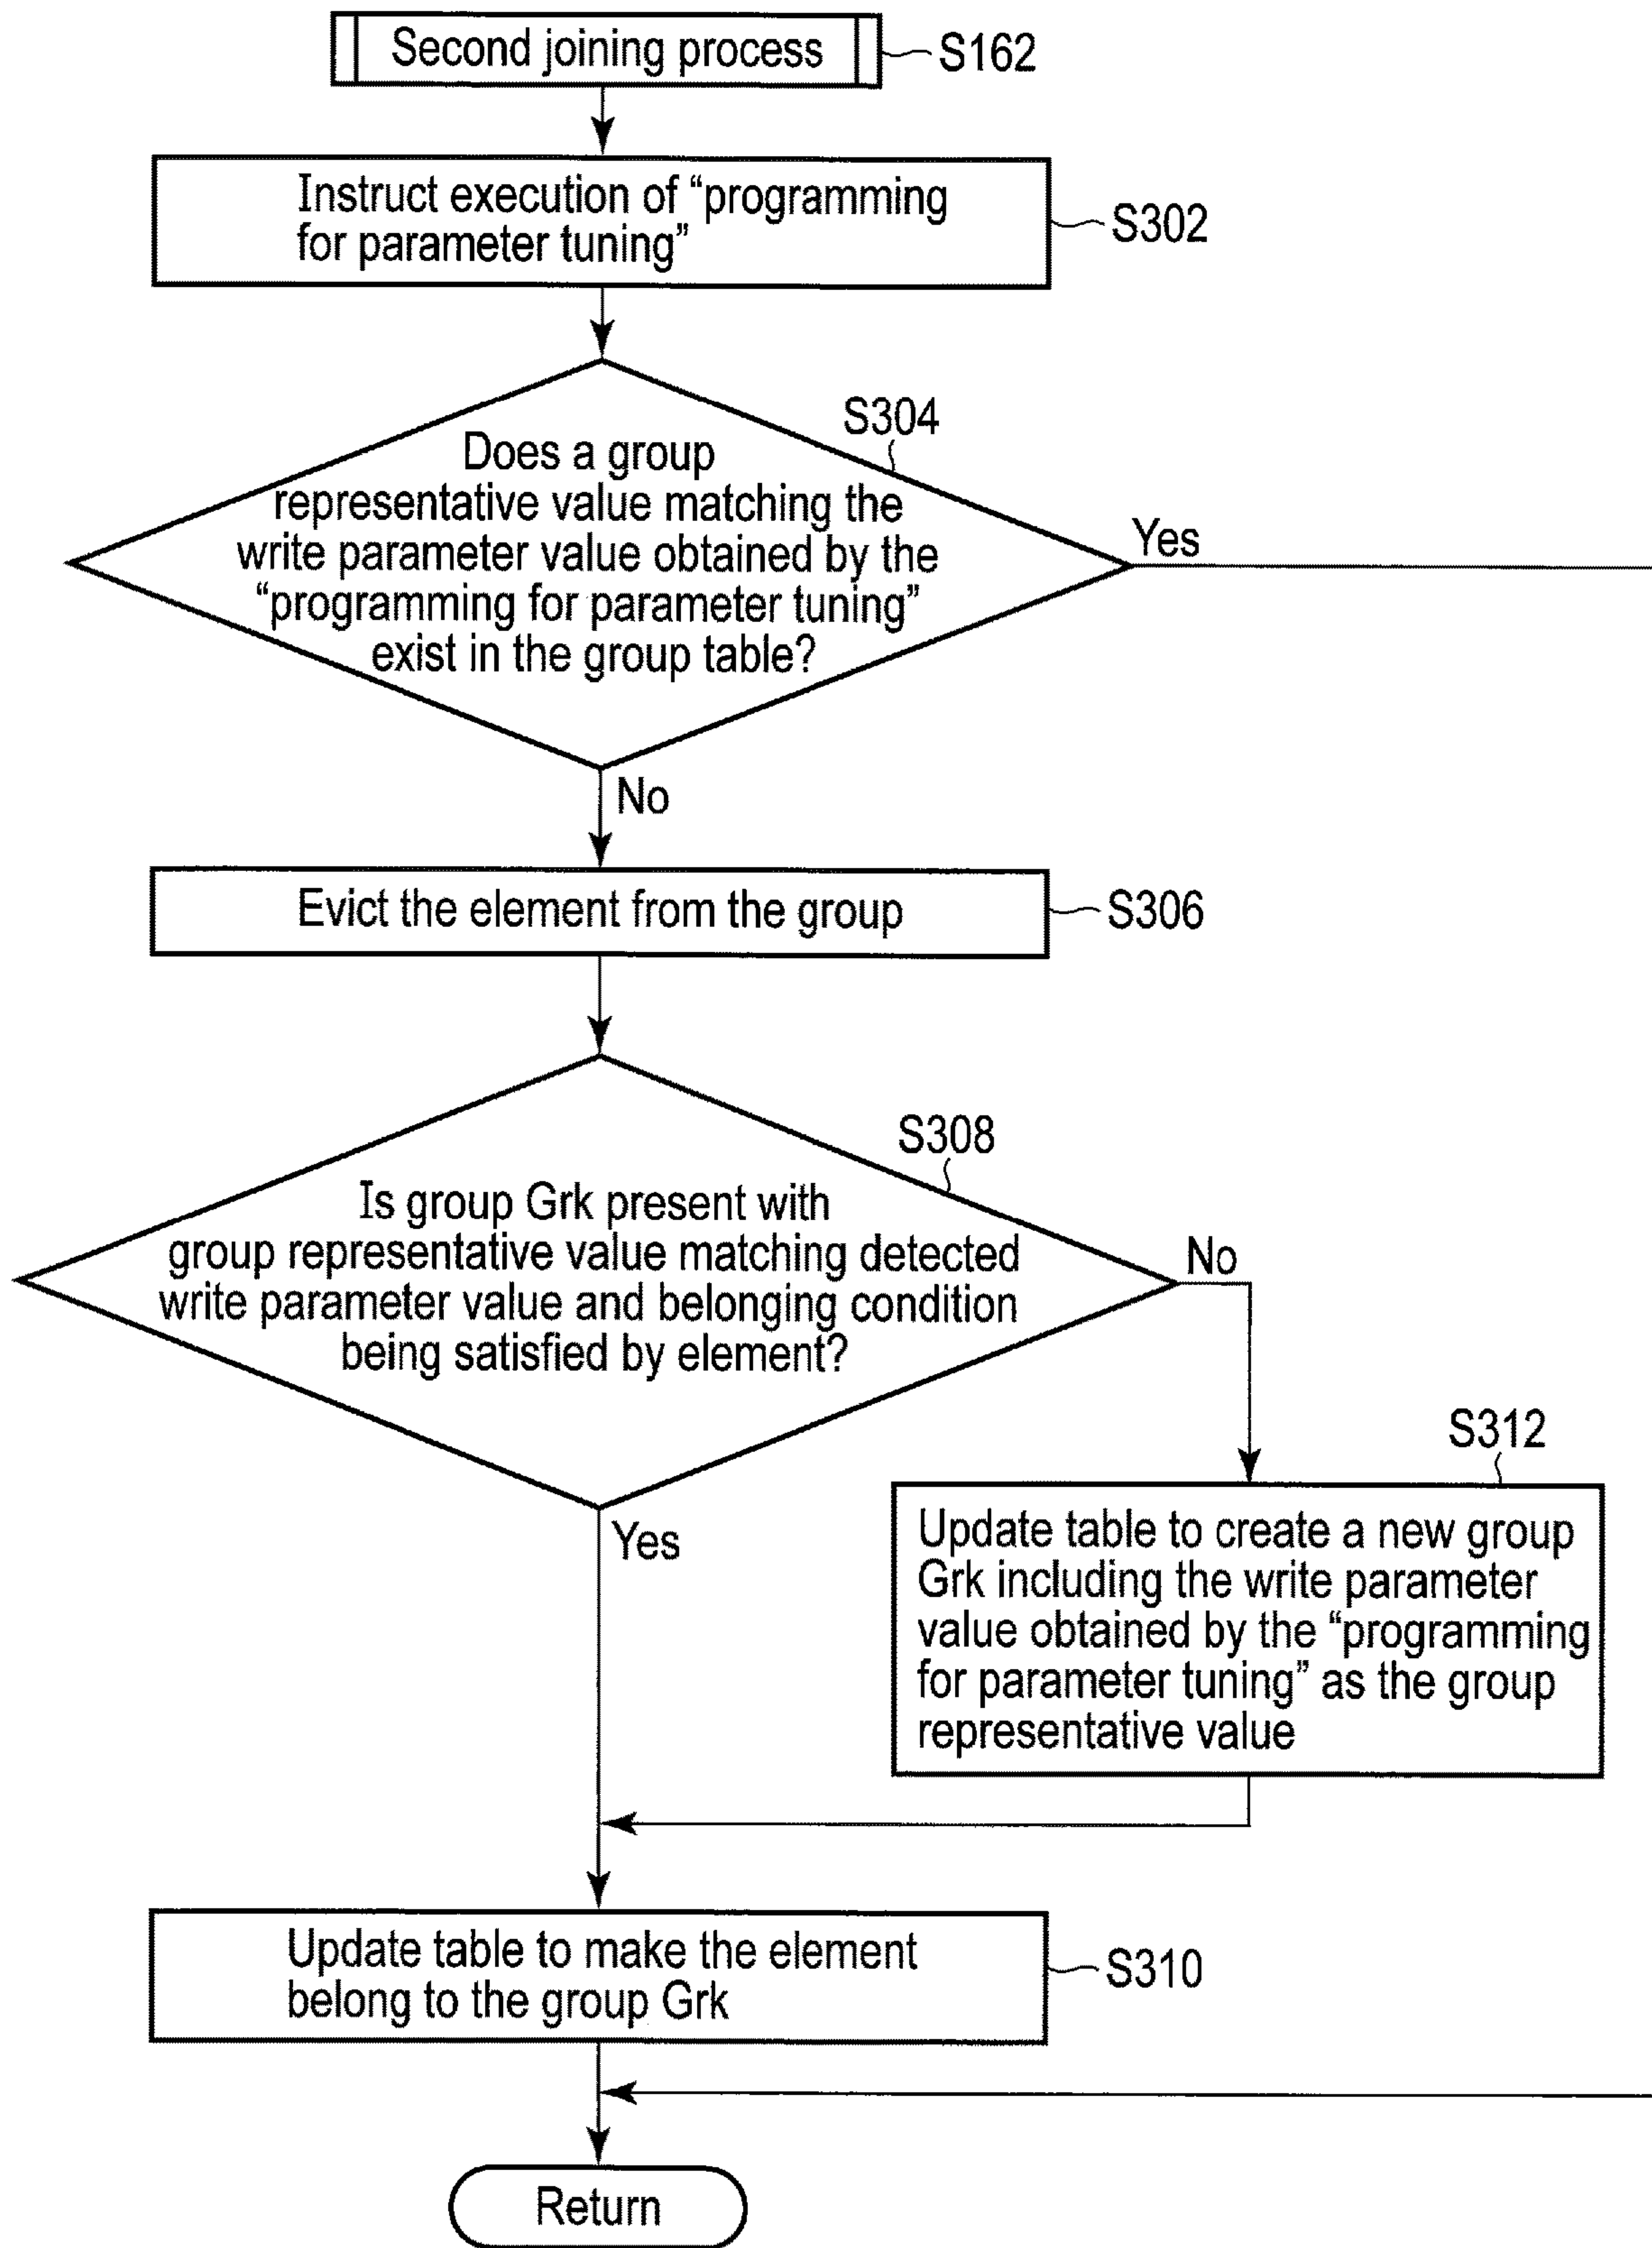 Second joining process
S162
Instruct execution of “programming
for parameter tuning”
S302
S304
Does a group
representative value matching the
write parameter value obtained by the
“programming for parameter tuning”
exist in the group table?
Yes
No
Evict the element from the group
S306
S308
Is group Grk present with
group representative value matching detected
write parameter value and belonging condition
being satisfied by element?
No
Yes
S312
Update table to create a new group
Grk including the write parameter
value obtained by the “programming
for parameter tuning” as the group
representative value
Update table to make the element
belong to the group Grk
S310
Return